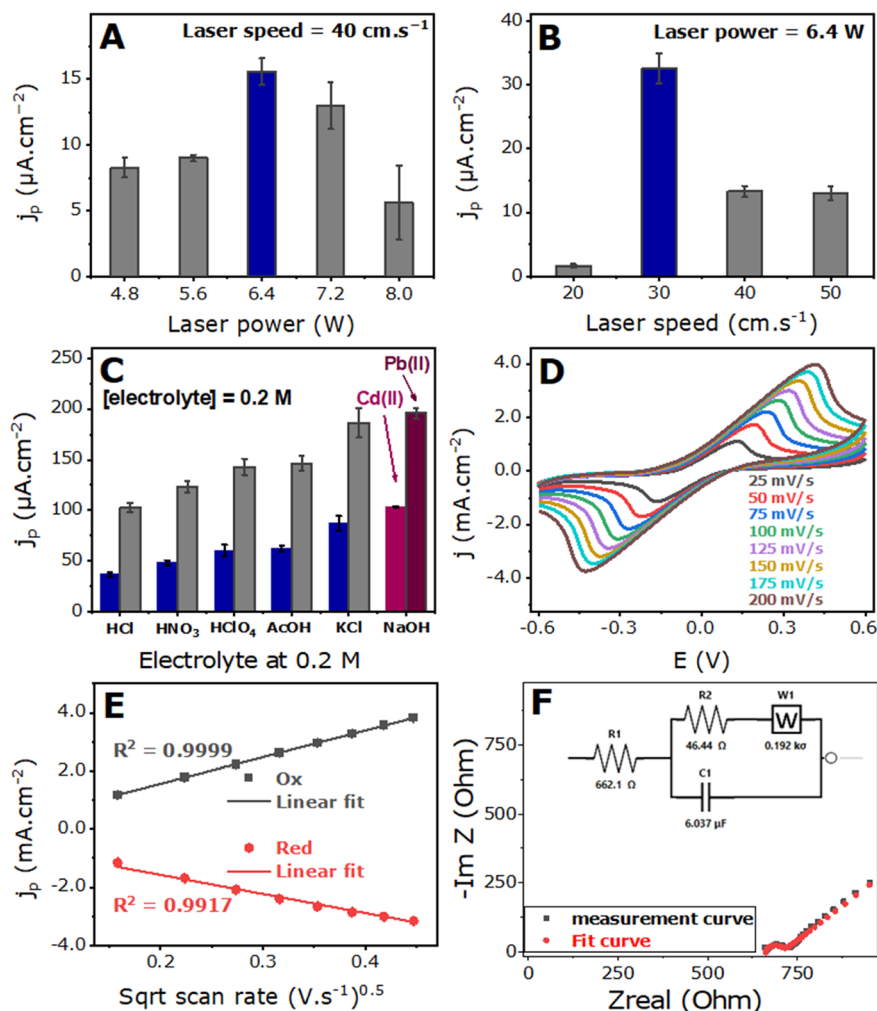 A
Laser speed = 40 cm.s⁻¹
jₚ (µA.cm⁻²)
15
10
5
0
4.8 5.6 6.4 7.2 8.0
Laser power (W)
B
Laser power = 6.4 W
jₚ (µA.cm⁻²)
40
30
20
10
0
20 30 40 50
Laser speed (cm.s⁻¹)
C
[electrolyte] = 0.2 M
Pb(II)
Cd(II)
jₚ (µA.cm⁻²)
250
200
150
100
50
0
HCl HNO₃ HClO₄ AcOH KCl NaOH
Electrolyte at 0.2 M
D
j (mA.cm⁻²)
4.0
2.0
0.0
-2.0
-4.0
25 mV/s
50 mV/s
75 mV/s
100 mV/s
125 mV/s
150 mV/s
175 mV/s
200 mV/s
-0.6 -0.3 0.0 0.3 0.6
E (V)
E
R² = 0.9999
Ox
Linear fit
Red
Linear fit
R² = 0.9917
jₚ (mA.cm⁻²)
4.0
2.0
0.0
-2.0
-4.0
0.2 0.3 0.4
Sqrt scan rate (V.s⁻¹)⁰·⁵
F
R1
662.1 Ω
R2
46.44 Ω
W1
W
0.192 kσ
C1
6.037 µF
-Im Z (Ohm)
750
500
250
0
measurement curve
Fit curve
0 250 500 750
Zreal (Ohm)